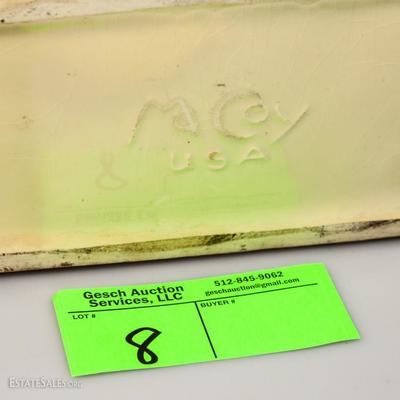 McCoy
USA
Gesch Auction
Services, LLC
512-845-9062
geschauction@gmail.com
LOT #
BUYER #
8
ESTATESALES.ORG